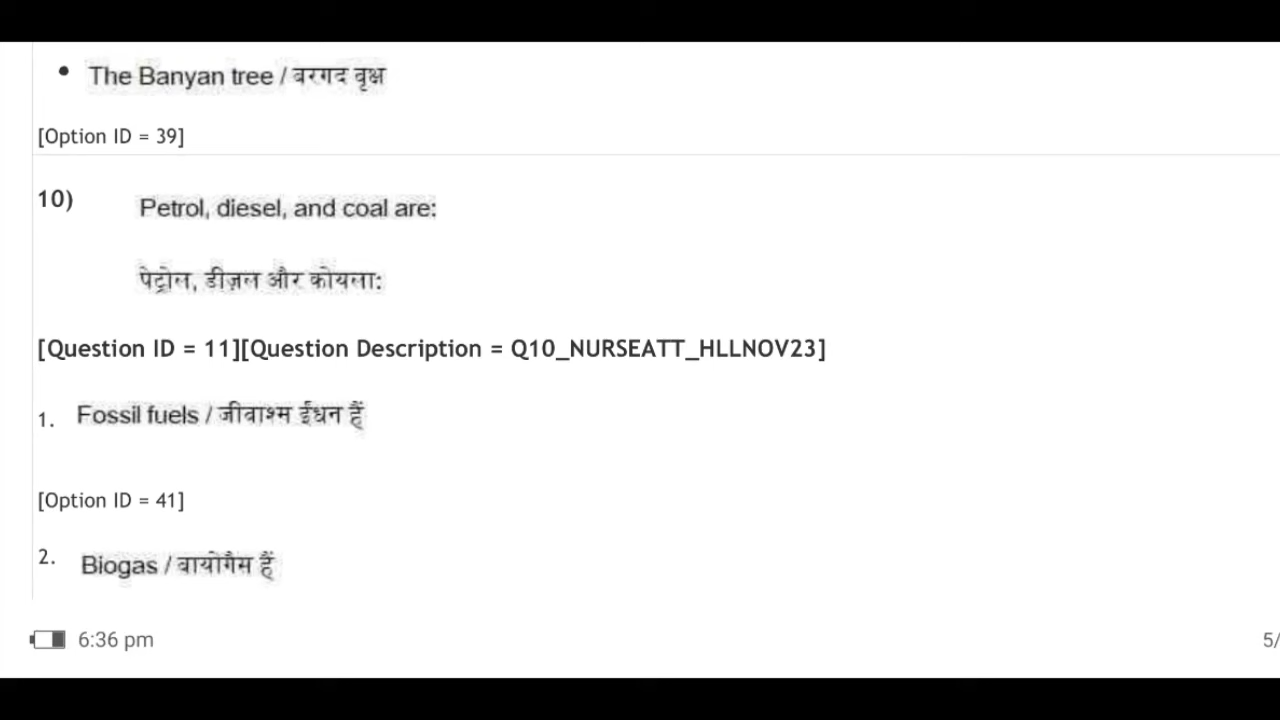 • The Banyan tree / बरगद वृक्ष
[Option ID = 39]
10)
Petrol, diesel, and coal are:
पेट्रोल, डीज़ल और कोयला:
[Question ID = 11][Question Description = Q10_NURSEATT_HLLNOV23]
1. Fossil fuels / जीवाश्म ईंधन हैं
[Option ID = 41]
2. Biogas / बायोगैस हैं
6:36 pm
5/